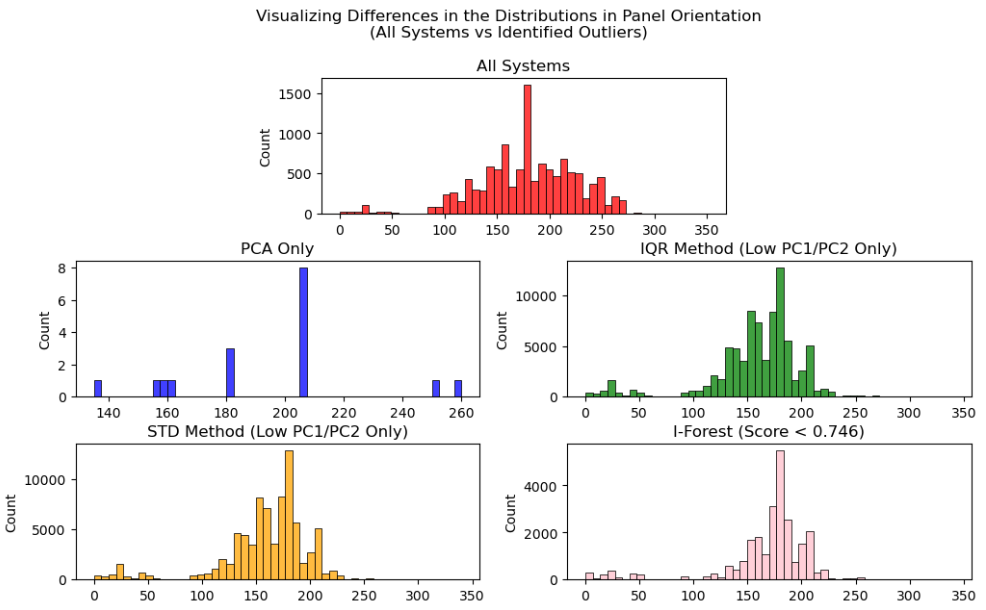 Visualizing Differences in the Distributions in Panel Orientation
(All Systems vs Identified Outliers)
All Systems
Count
1500
1000
500
0
0 50 100 150 200 250 300 350
PCA Only
Count
8
6
4
2
0
140 160 180 200 220 240 260
IQR Method (Low PC1/PC2 Only)
Count
10000
5000
0
0 50 100 150 200 250 300 350
STD Method (Low PC1/PC2 Only)
Count
10000
5000
0
0 50 100 150 200 250 300 350
I-Forest (Score < 0.746)
Count
4000
2000
0
0 50 100 150 200 250 300 350